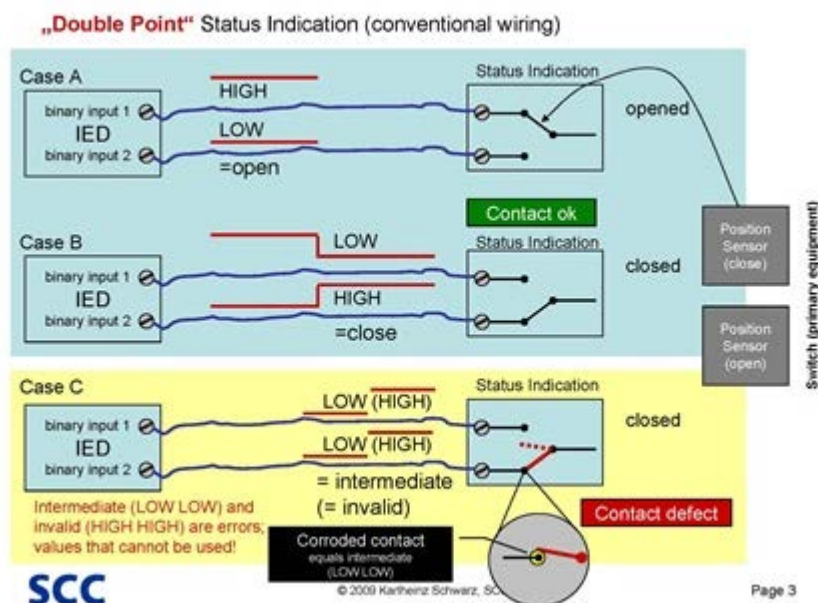 „Double Point“ Status Indication (conventional wiring)
Case A
HIGH
Status Indication
binary input 1
IED
binary input 2
LOW
=open
opened
Contact ok
Position
Sensor
(close)
Case B
LOW
Status Indication
binary input 1
IED
binary input 2
HIGH
=close
closed
Position
Sensor
(open)
Switch (primary equipment)
Case C
LOW (HIGH)
Status Indication
binary input 1
IED
binary input 2
LOW (HIGH)
= intermediate
(= invalid)
closed
Intermediate (LOW LOW) and
invalid (HIGH HIGH) are errors;
values that cannot be used!
Contact defect
Corroded contact
equals intermediate
(LOW LOW)
SCC
© 2009 Karlheinz Schwarz, SC
Page 3